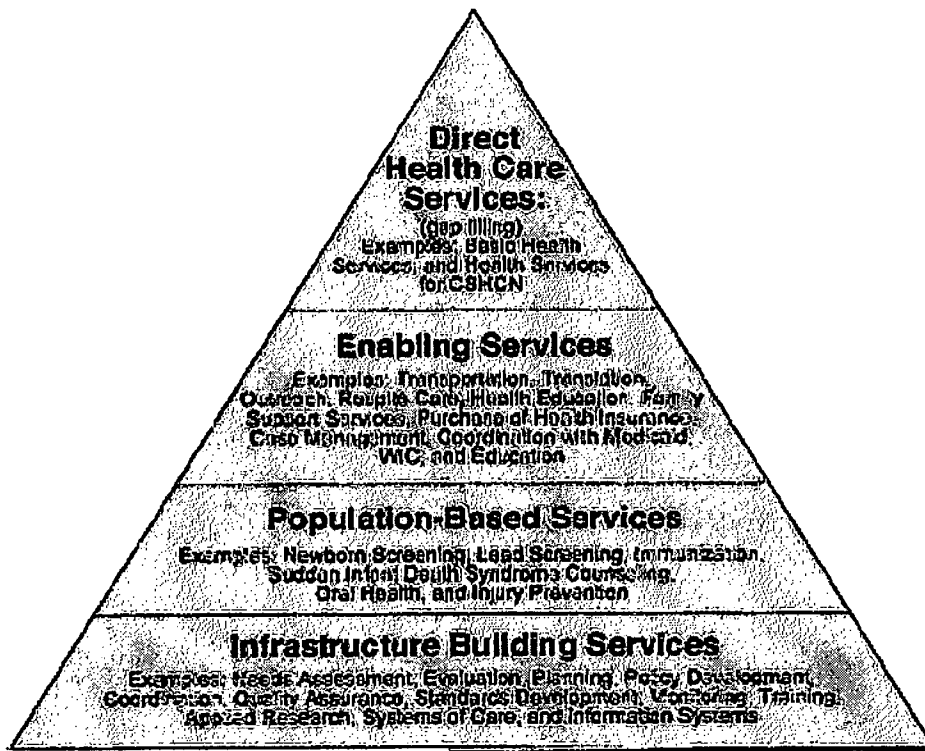 Direct
Health Care
Services:
(gap filling)
Examples: Basic Health
Services, and Health Services
for CSHCN
Enabling Services
Examples: Transportation, Translation,
Outreach, Respite Care, Health Education, Family
Support Services, Purchase of Health Insurance,
Case Management, Coordination with Medicaid,
WIC, and Education
Population-Based Services
Examples: Newborn Screening, Lead Screening, Immunization,
Sudden Infant Death Syndrome Counseling,
Oral Health, and Injury Prevention
Infrastructure Building Services
Examples: Needs Assessment, Evaluation, Planning, Policy Development,
Coordination, Quality Assurance, Standards Development, Monitoring, Training,
Applied Research, Systems of Care, and Information Systems